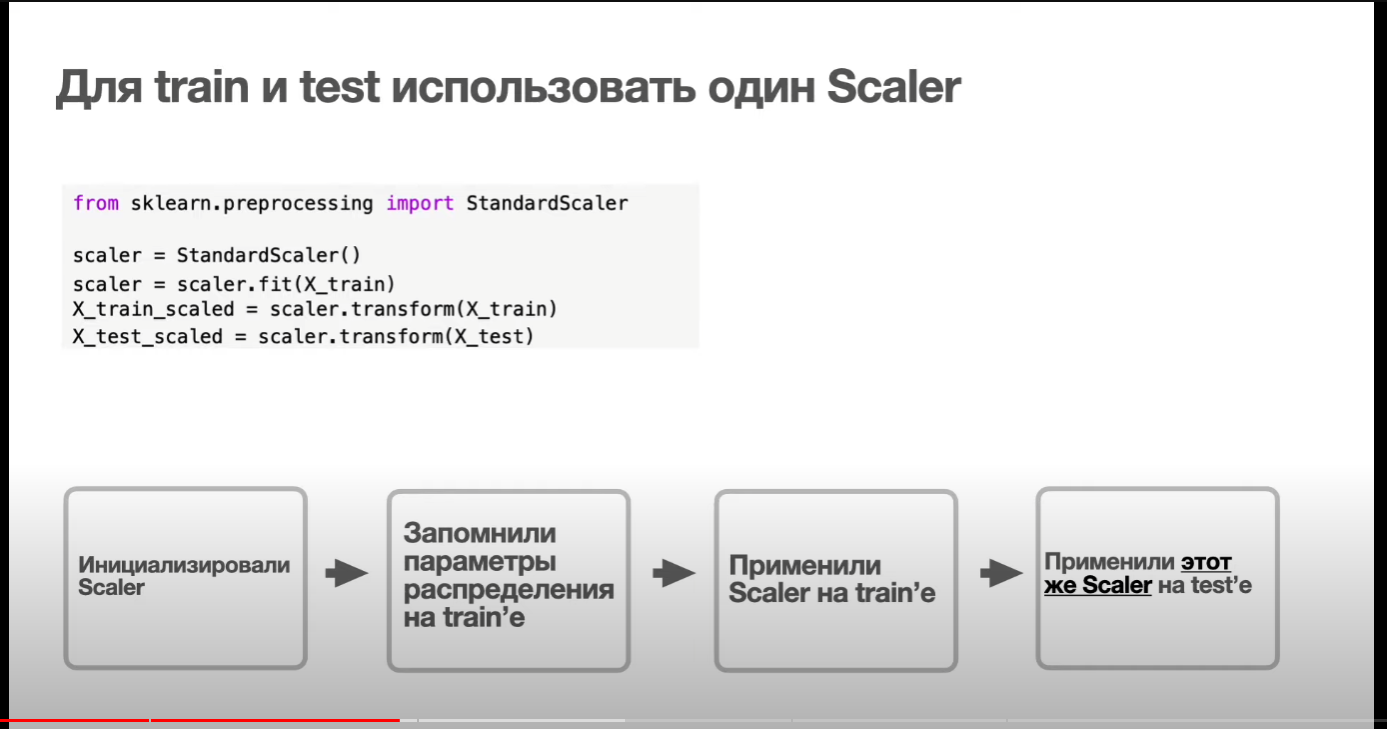 Для train и test использовать один Scaler
from sklearn.preprocessing import StandardScaler
scaler = StandardScaler()
scaler = scaler.fit(X_train)
X_train_scaled = scaler.transform(X_train)
X_test_scaled = scaler.transform(X_test)
Инициализировали
Scaler
Запомнили
параметры
распределения
на train’е
Применили
Scaler на train’е
Применили этот
же Scaler на test’е